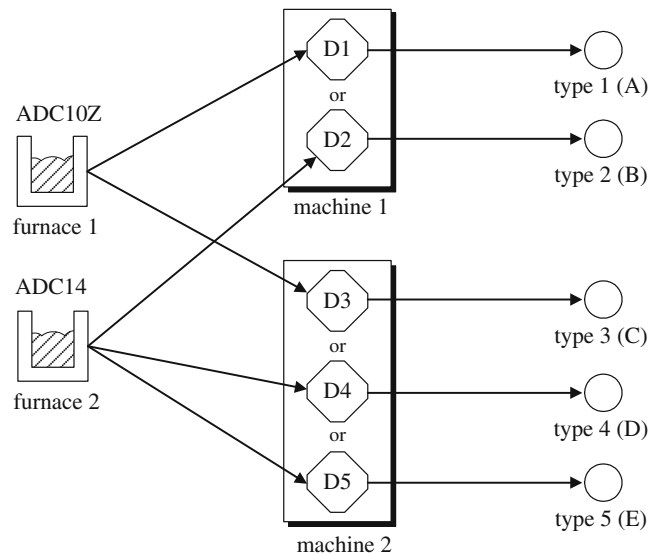 ADC10Z
furnace 1
ADC14
furnace 2
D1
or
D2
machine 1
D3
or
D4
or
D5
machine 2
type 1 (A)
type 2 (B)
type 3 (C)
type 4 (D)
type 5 (E)